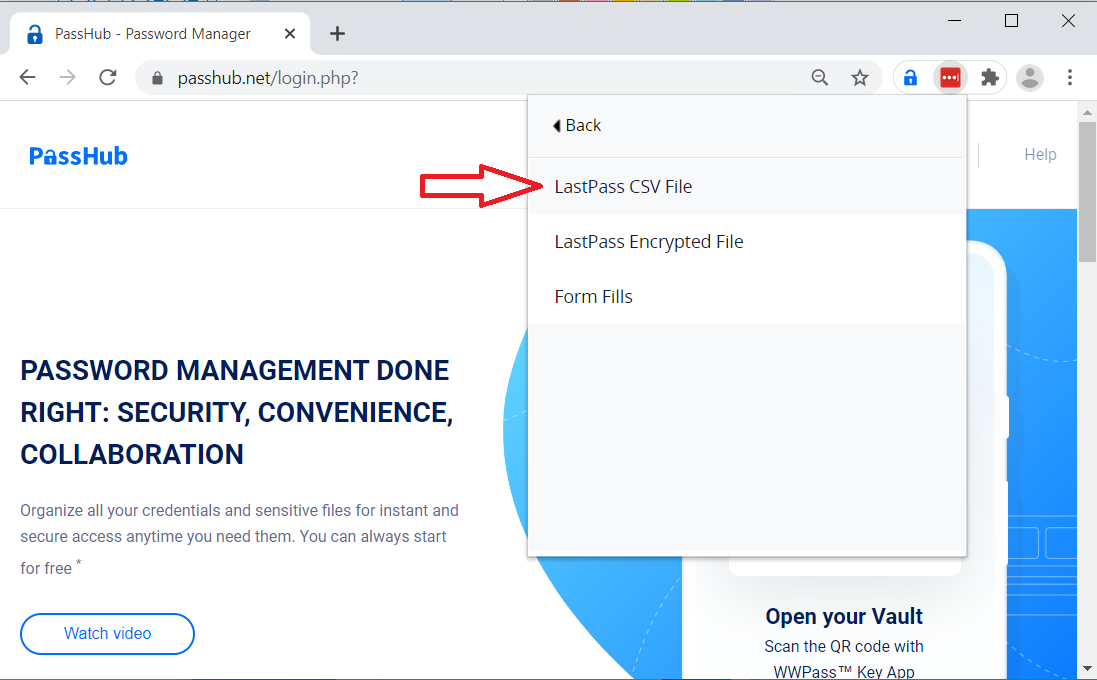 PassHub - Password Manager
passhub.net/login.php?
Back
PassHub
Help
LastPass CSV File
LastPass Encrypted File
Form Fills
PASSWORD MANAGEMENT DONE
RIGHT: SECURITY, CONVENIENCE,
COLLABORATION
Organize all your credentials and sensitive files for instant and
secure access anytime you need them. You can always start
for free *
Watch video
Open your Vault
Scan the QR code with
WWPass™ Key App